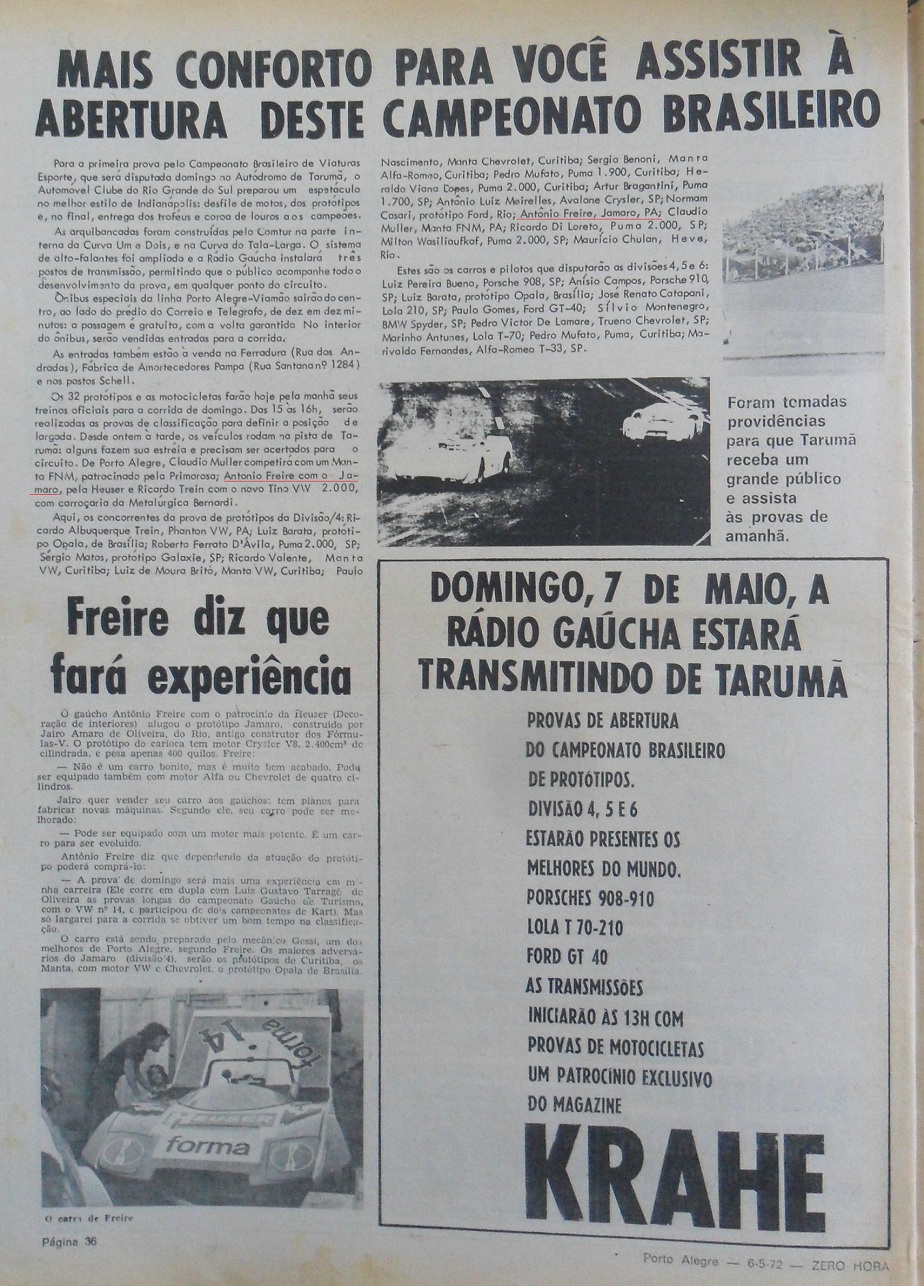 MAIS CONFORTO PARA VOCÊ ASSISTIR À
ABERTURA DESTE CAMPEONATO BRASILEIRO
Para a primeira prova pelo Campeonato Brasileiro de Viaturas
Esporte, que será disputada domingo no Autódromo de Tarumã, o
Automóvel Clube do Rio Grande do Sul preparou um espetáculo
no melhor estilo de Indianápolis: desfile de motos, dos protótipos
e, no final, entrega dos troféus e coroa de louros aos campeões.
As arquibancadas foram construídas pelo Comtur na parte in-
terna da Curva Um e Dois, e na Curva do Tala-Larga. O sistema
de alto-falantes foi ampliado e a Rádio Gaúcha instalará três
postos de transmissão, permitindo que o público acompanhe todo o
desenvolvimento da prova, em qualquer ponto do circuito.
Ônibus especiais da linha Porto Alegre-Viamão sairão do cen-
tro, ao lado do prédio do Correio e Telegrafo, de dez em dez mi-
nutos: a passagem é gratuita, com a volta garantida No interior
do ônibus, serão vendidas entradas para a corrida.
As entradas também estão à venda na Ferradura (Rua dos An-
dradas), Fábrica de Amortecedores Pampa (Rua Santana nº 1284)
e nos postos Schell.
Os 32 protótipos e as motocicletas farão hoje pela manhã seus
treinos oficiais para a corrida de domingo. Das 15 às 16h, serão
realizadas as provas de classificação para definir a posição de
largada. Desde ontem à tarde, os veículos rodam na pista de Ta-
rumã: alguns fazem sua estréia e precisam ser acertados para o
circuito. De Porto Alegre, Claudio Muller competirá com um Man-
ta FNM, patrocinado pela Primorosa; Antonio Freire com o Ja-
maro, pela Heuser e Ricardo Trein com o novo Tino VW 2.000,
com carroçaria da Metalúrgica Bernardi.
Aqui, os concorrentes da prova de protótipos da Divisão/4: Ri-
cardo Albuquerque Trein, Phanton VW, PA; Luiz Barata, protóti-
po Opala, de Brasília; Roberto Ferrato D'Ávila, Puma 2.000, SP;
Sérgio Matos, protótipo Galaxie, SP; Ricardo Valente, Manta
VW, Curitiba; Luiz de Moura Brito, Manta VW, Curitiba; Paulo
Nascimento, Manta Chevrolet, Curitiba; Sergio Benoni, Manta
Alfa-Romeo, Curitiba; Pedro Mufato, Puma 1.900, Curitiba; He-
raldo Viana Lopes, Puma 2.000, Curitiba; Artur Bragantini, Puma
1.700, SP; Antônio Luiz Meirelles, Avalone Crysler, SP; Normam
Casari, protótipo Ford, Rio; Antônio Freire, Jamaro, PA; Claudio
Muller, Manta FNM, PA; Ricardo Di Loreto, Puma 2.000, SP;
Milton Wasilioufkaf, Puma 2.000, SP; Maurício Chulan, Heve,
Rio.
Estes são os carros e pilotos que disputarão as divisões 4, 5 e 6:
Luiz Pereira Bueno, Porsche 908, SP; Anísio Campos, Porsche 910,
SP; Luiz Barata, protótipo Opala, Brasília; José Renato Catapani,
Lola 210, SP; Paulo Gomes, Ford GT-40; Sílvio Montenegro,
BMW Spyder, SP; Pedro Victor De Lamare, Trueno Chevrolet, SP;
Marinho Antunes, Lola T-70; Pedro Mufato, Puma, Curitiba; Ma-
rivaldo Fernandes, Alfa-Romeo T-33, SP.
Foram tomadas
providências
para que Tarumã
receba um
grande público
e assista
às provas de
amanhã.
Freire diz que
fará experiência
O gaúcho Antônio Freire com o patrocínio da Heuser (Deco-
ração de interiores) alugou o protótipo Jamaro, construído por
Jairo Amaro de Oliveira, do Rio, antigo construtor dos Fórmu-
las-V. O protótipo do carioca tem motor Crysler V8, 2.400cm³ de
cilindrada, e pesa apenas 400 quilos. Freire:
— Não é um carro bonito, mas é muito bem acabado. Pode
ser equipado também com motor Alfa ou Chevrolet de quatro ci-
lindros.
Jairo quer vender seu carro aos gaúchos: tem planos para
fabricar novas máquinas. Segundo ele, seu carro pode ser me-
lhorado:
— Pode ser equipado com um motor mais potente. É um car-
ro para ser evoluído.
Antônio Freire diz que dependendo da atuação do protóti-
po poderá comprá-lo:
— A prova de domingo será mais uma experiência em mi-
nha carreira (Ele corre em dupla com Luiz Gustavo Tarragô de
Oliveira as provas longas do campeonato Gaúcho de Turismo,
com o VW nº 14, e participou de dois campeonatos de Kart). Mas
só largarei para a corrida se obtiver um bom tempo na classifica-
ção.
O carro está sendo preparado pelo mecânico Gessi, um dos
melhores de Porto Alegre, segundo Freire. Os maiores adversá-
rios do Jamaro (divisão 4), serão os protótipos de Curitiba, os
Manta, com motor VW e Chevrolet, o protótipo Opala de Brasília.
14
forma
forma
O carro de Freire
DOMINGO, 7 DE MAIO, A
RÁDIO GAÚCHA ESTARÁ
TRANSMITINDO DE TARUMÃ
PROVAS DE ABERTURA
DO CAMPEONATO BRASILEIRO
DE PROTÓTIPOS.
DIVISÃO 4, 5 E 6
ESTARÃO PRESENTES OS
MELHORES DO MUNDO.
PORSCHES 908-910
LOLA T 70-210
FORD GT 40
AS TRANSMISSÕES
INICIARÃO ÀS 13H COM
PROVAS DE MOTOCICLETAS
UM PATROCÍNIO EXCLUSIVO
DO MAGAZINE
KRAHE
Página 36
Porto Alegre — 6-5-72 — ZERO HORA